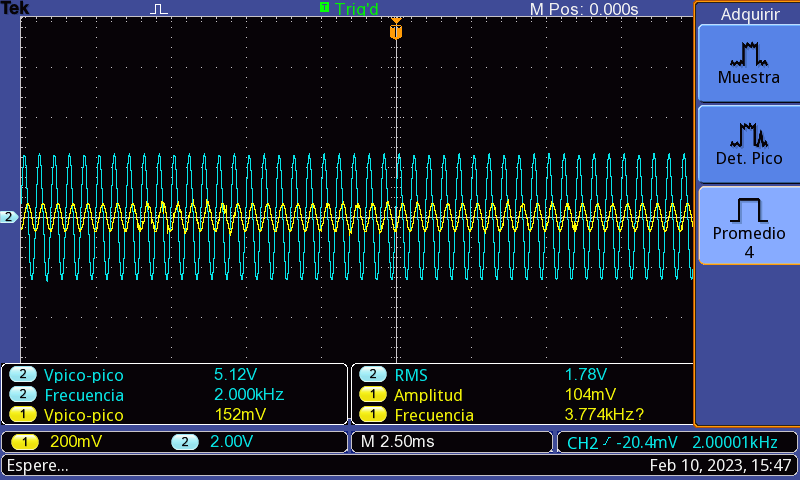 Tek Trig'd M Pos: 0.000s
T
Adquirir
Muestra
Det. Pico
Promedio
4
2
2 Vpico-pico 5.12V
2 Frecuencia 2.000kHz
1 Vpico-pico 152mV
2 RMS 1.78V
1 Amplitud 104mV
1 Frecuencia 3.774kHz?
1 200mV 2 2.00V M 2.50ms CH2 -20.4mV 2.00001kHz
Espere... Feb 10, 2023, 15:47